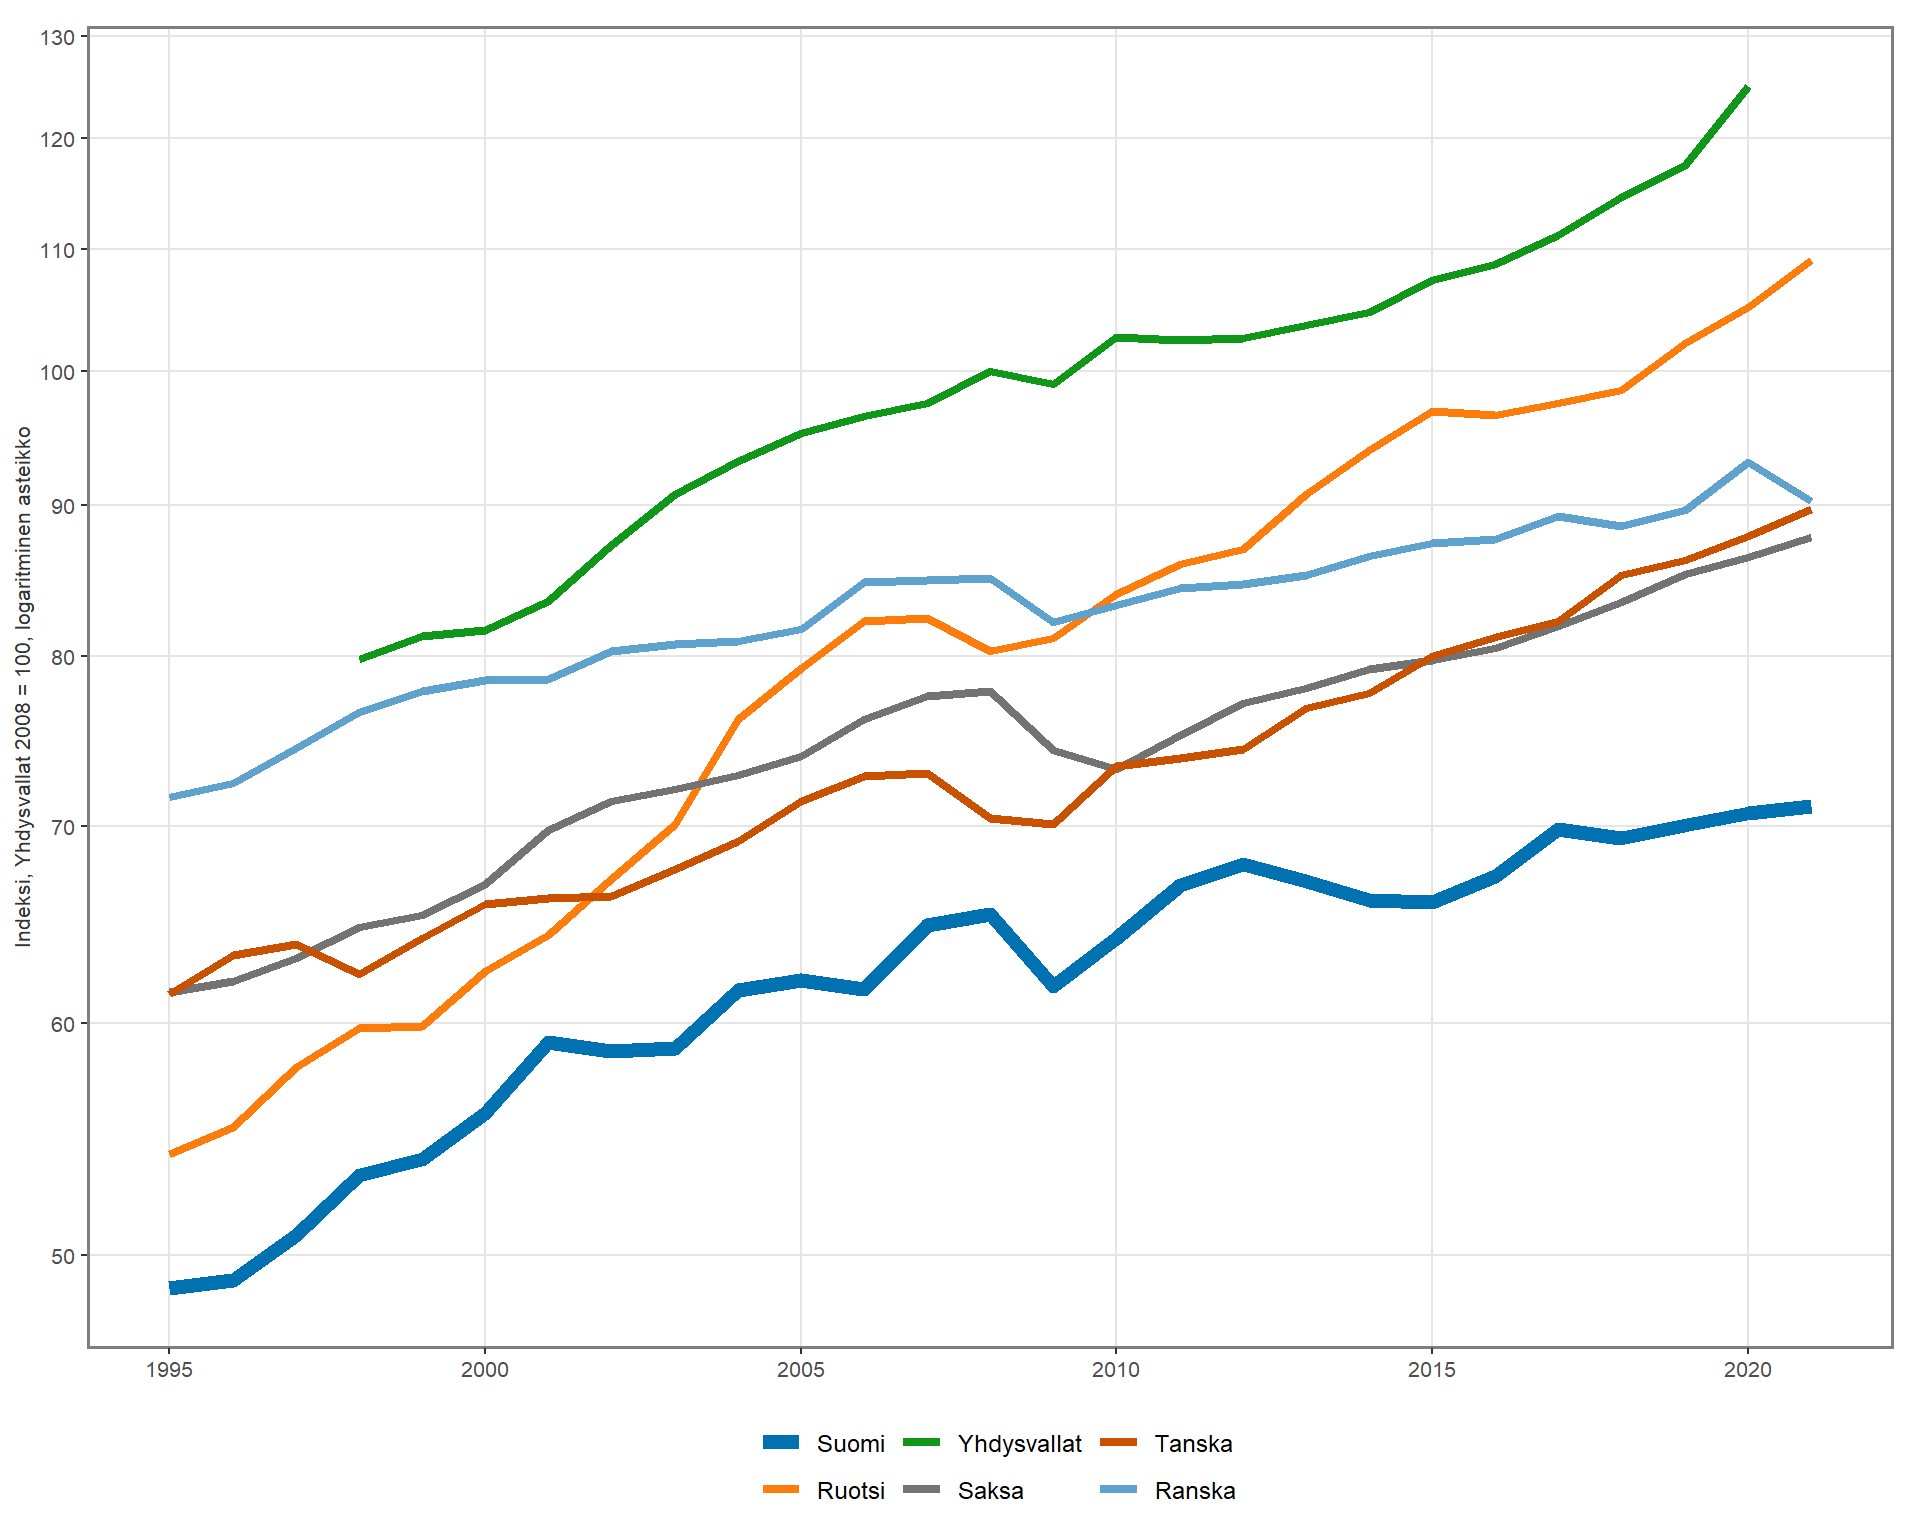 130
120
110
100
90
80
70
60
50
Indeksi, Yhdysvallat 2008 = 100, logaritminen asteikko
1995 2000 2005 2010 2015 2020
Suomi Yhdysvallat Tanska
Ruotsi Saksa Ranska